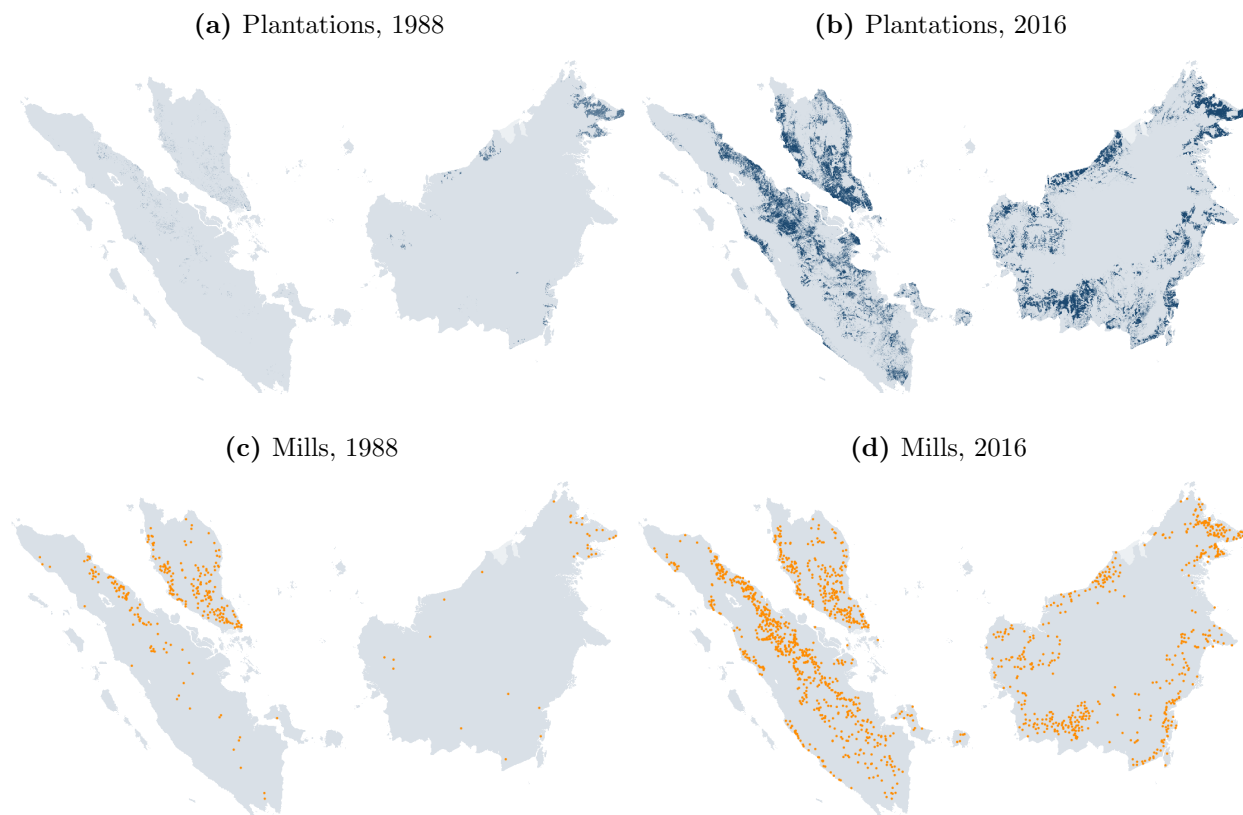 (a) Plantations, 1988
(b) Plantations, 2016
(c) Mills, 1988
(d) Mills, 2016